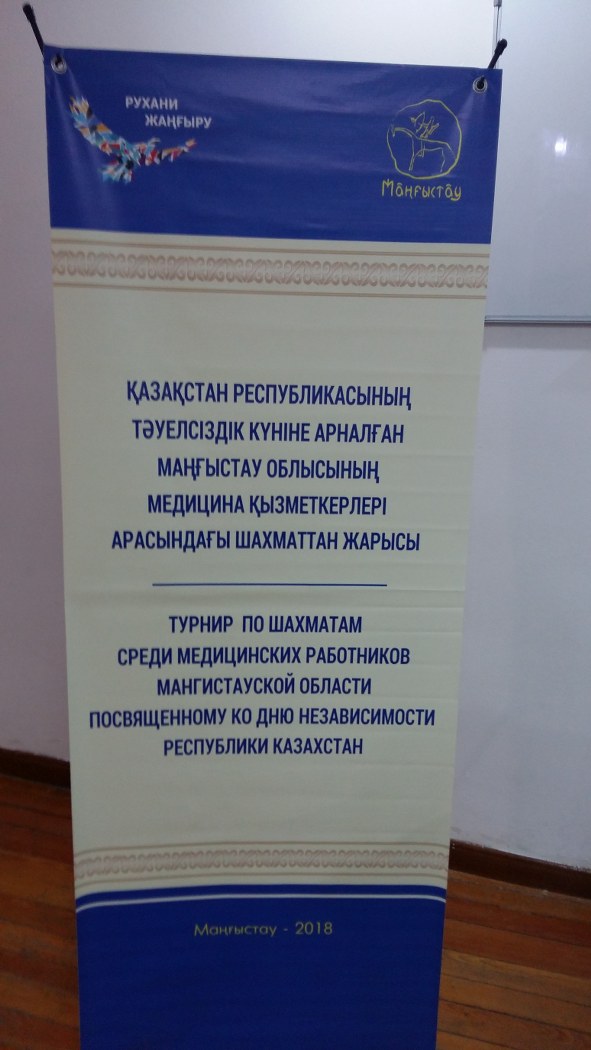 РУХАНИ
ЖАҢҒЫРУ
Маңғыстау
ҚАЗАҚСТАН РЕСПУБЛИКАСЫНЫҢ
ТӘУЕЛСІЗДІК КҮНІНЕ АРНАЛҒАН
МАҢҒЫСТАУ ОБЛЫСЫНЫҢ
МЕДИЦИНА ҚЫЗМЕТКЕРЛЕРІ
АРАСЫНДАҒЫ ШАХМАТТАН ЖАРЫСЫ
ТУРНИР ПО ШАХМАТАМ
СРЕДИ МЕДИЦИНСКИХ РАБОТНИКОВ
МАНГИСТАУСКОЙ ОБЛАСТИ
ПОСВЯЩЕННОМУ КО ДНЮ НЕЗАВИСИМОСТИ
РЕСПУБЛИКИ КАЗАХСТАН
Маңғыстау - 2018